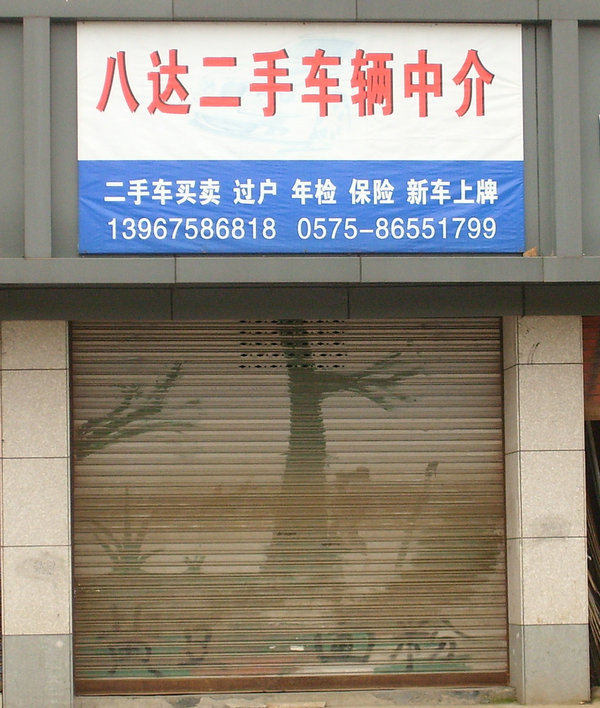 八达二手车辆中介
二手车买卖 过户 年检 保险 新车上牌
13967586818 0575-86551799